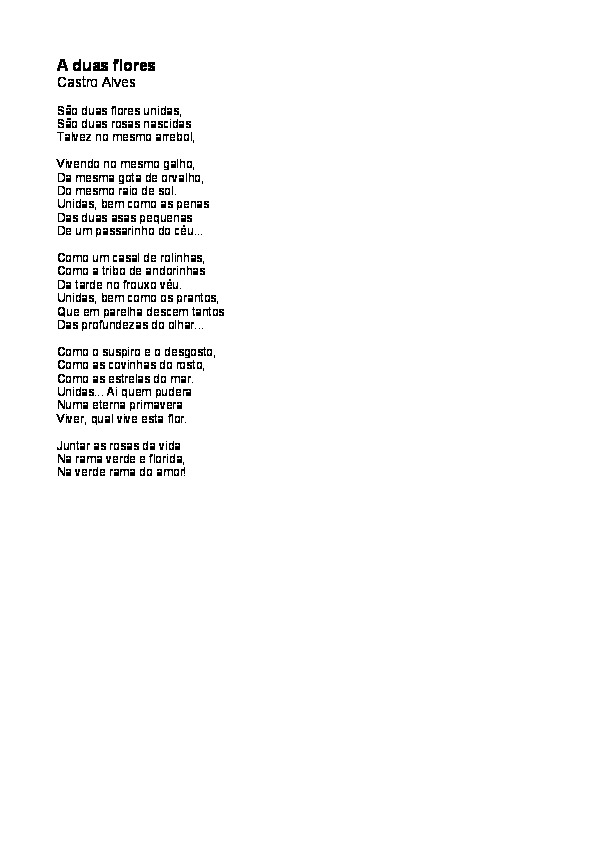 A duas flores
Castro Alves
São duas flores unidas,
São duas rosas nascidas
Talvez no mesmo arrebol,
Vivendo no mesmo galho,
Da mesma gota de orvalho,
Do mesmo raio de sol.
Unidas, bem como as penas
Das duas asas pequenas
De um passarinho do céu...
Como um casal de rolinhas,
Como a tribo de andorinhas
Da tarde no frouxo véu.
Unidas, bem como os prantos,
Que em parelha descem tantos
Das profundezas do olhar...
Como o suspiro e o desgosto,
Como as covinhas do rosto,
Como as estrelas do mar.
Unidas... Ai quem pudera
Numa eterna primavera
Viver, qual vive esta flor.
Juntar as rosas da vida
Na rama verde e florida,
Na verde rama do amor!